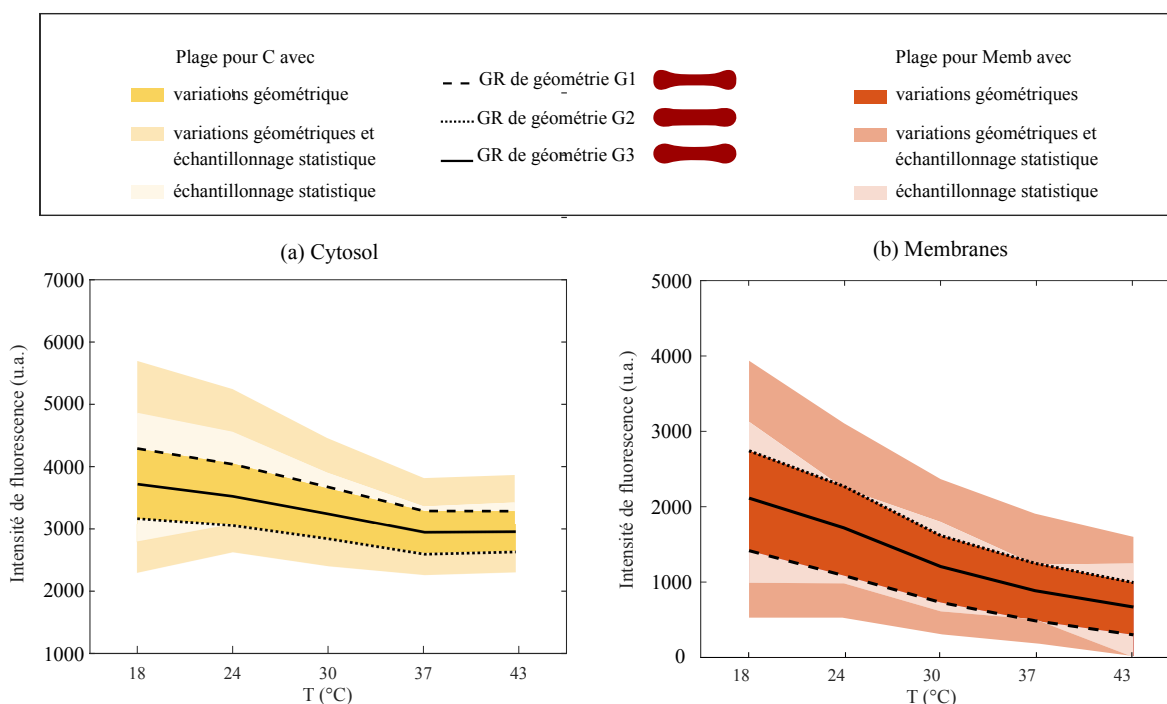 Plage pour C avec
variations géométrique
variations géométriques et
échantillonnage statistique
échantillonnage statistique
GR de géométrie G1
GR de géométrie G2
GR de géométrie G3
Plage pour Memb avec
variations géométriques
variations géométriques et
échantillonnage statistique
échantillonnage statistique
(a) Cytosol
Intensité de fluorescence (u.a.)
7000
6000
5000
4000
3000
2000
1000
18 24 30 37 43
T (°C)
(b) Membranes
Intensité de fluorescence (u.a.)
5000
4000
3000
2000
1000
0
18 24 30 37 43
T (°C)